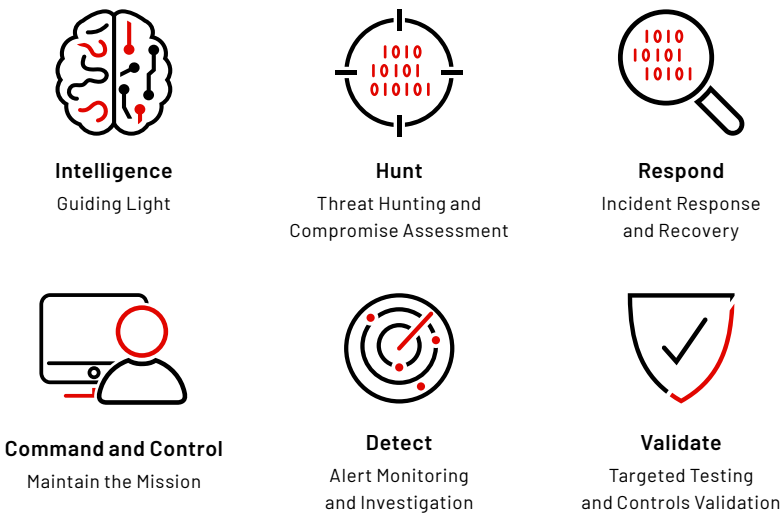 1010
10101
010101
1010
10101
10101
Intelligence
Guiding Light
Hunt
Threat Hunting and
Compromise Assessment
Respond
Incident Response
and Recovery
Command and Control
Maintain the Mission
Detect
Alert Monitoring
and Investigation
Validate
Targeted Testing
and Controls Validation